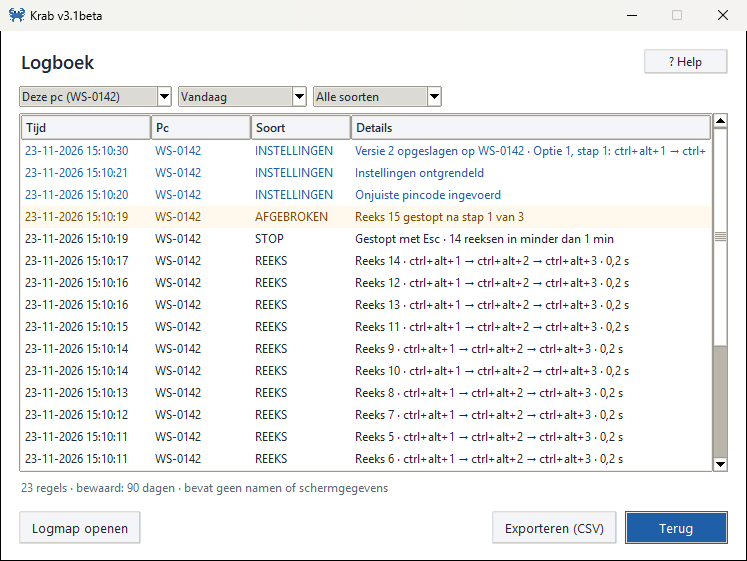 Krab v3.1beta
Logboek
? Help
Deze pc (WS-0142) Vandaag Alle soorten
Tijd Pc Soort Details
23-11-2026 15:10:30 WS-0142 INSTELLINGEN Versie 2 opgeslagen op WS-0142 · Optie 1, stap 1: ctrl+alt+1 → ctrl+
23-11-2026 15:10:21 WS-0142 INSTELLINGEN Instellingen ontgrendeld
23-11-2026 15:10:20 WS-0142 INSTELLINGEN Onjuiste pincode ingevoerd
23-11-2026 15:10:19 WS-0142 AFGEBROKEN Reeks 15 gestopt na stap 1 van 3
23-11-2026 15:10:19 WS-0142 STOP Gestopt met Esc · 14 reeksen in minder dan 1 min
23-11-2026 15:10:17 WS-0142 REEKS Reeks 14 · ctrl+alt+1 → ctrl+alt+2 → ctrl+alt+3 · 0,2 s
23-11-2026 15:10:16 WS-0142 REEKS Reeks 12 · ctrl+alt+1 → ctrl+alt+2 → ctrl+alt+3 · 0,2 s
23-11-2026 15:10:16 WS-0142 REEKS Reeks 13 · ctrl+alt+1 → ctrl+alt+2 → ctrl+alt+3 · 0,2 s
23-11-2026 15:10:15 WS-0142 REEKS Reeks 11 · ctrl+alt+1 → ctrl+alt+2 → ctrl+alt+3 · 0,2 s
23-11-2026 15:10:14 WS-0142 REEKS Reeks 9 · ctrl+alt+1 → ctrl+alt+2 → ctrl+alt+3 · 0,2 s
23-11-2026 15:10:14 WS-0142 REEKS Reeks 10 · ctrl+alt+1 → ctrl+alt+2 → ctrl+alt+3 · 0,2 s
23-11-2026 15:10:13 WS-0142 REEKS Reeks 8 · ctrl+alt+1 → ctrl+alt+2 → ctrl+alt+3 · 0,2 s
23-11-2026 15:10:12 WS-0142 REEKS Reeks 7 · ctrl+alt+1 → ctrl+alt+2 → ctrl+alt+3 · 0,2 s
23-11-2026 15:10:11 WS-0142 REEKS Reeks 5 · ctrl+alt+1 → ctrl+alt+2 → ctrl+alt+3 · 0,2 s
23-11-2026 15:10:11 WS-0142 REEKS Reeks 6 · ctrl+alt+1 → ctrl+alt+2 → ctrl+alt+3 · 0,2 s
23 regels · bewaard: 90 dagen · bevat geen namen of schermgegevens
Logmap openen Exporteren (CSV) Terug